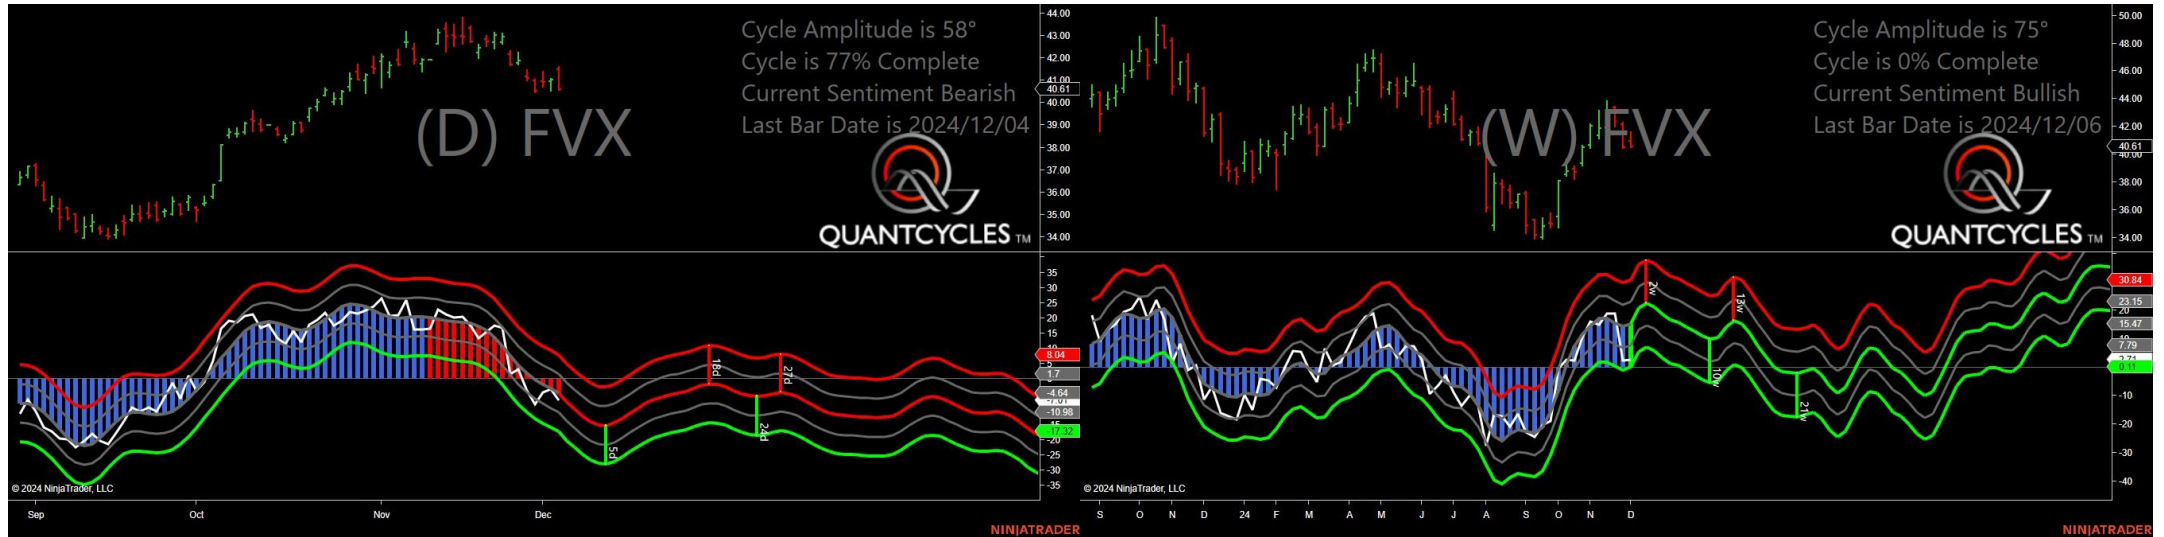 Cycle Amplitude is 58°
Cycle is 77% Complete
Current Sentiment Bearish
Last Bar Date is 2024/12/04
(D) FVX
QUANTCYCLES TM
44.00
43.00
42.00
41.00
40.61
40.00
39.00
38.00
37.00
36.00
35.00
34.00
35
30
25
20
15
8.04
1.7
-4.64
-10.98
-17.32
-20
-25
-30
-35
5d
18d
24d
27d
© 2024 NinjaTrader, LLC
Sep Oct Nov Dec
NINJATRADER
Cycle Amplitude is 75°
Cycle is 0% Complete
Current Sentiment Bullish
Last Bar Date is 2024/12/06
(W) FVX
QUANTCYCLES TM
50.00
48.00
46.00
44.00
42.00
40.61
40.00
38.00
36.00
34.00
30.84
23.15
20
15.47
7.79
2.71
0.11
-10
-20
-30
-40
2w
10w
13w
21w
© 2024 NinjaTrader, LLC
S O N D 24 F M A M J J A S O N D
NINJATRADER